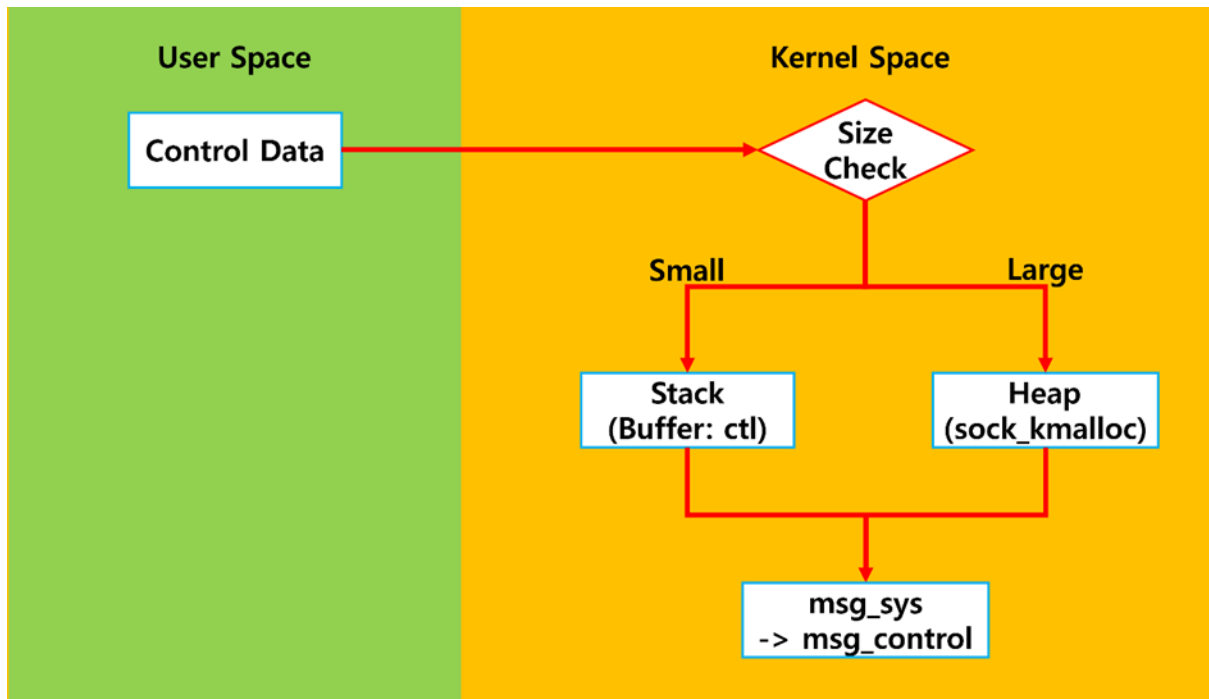 User Space
Kernel Space
Control Data
Size
Check
Small
Large
Stack
(Buffer: ctl)
Heap
(sock_kmalloc)
msg_sys
-> msg_control